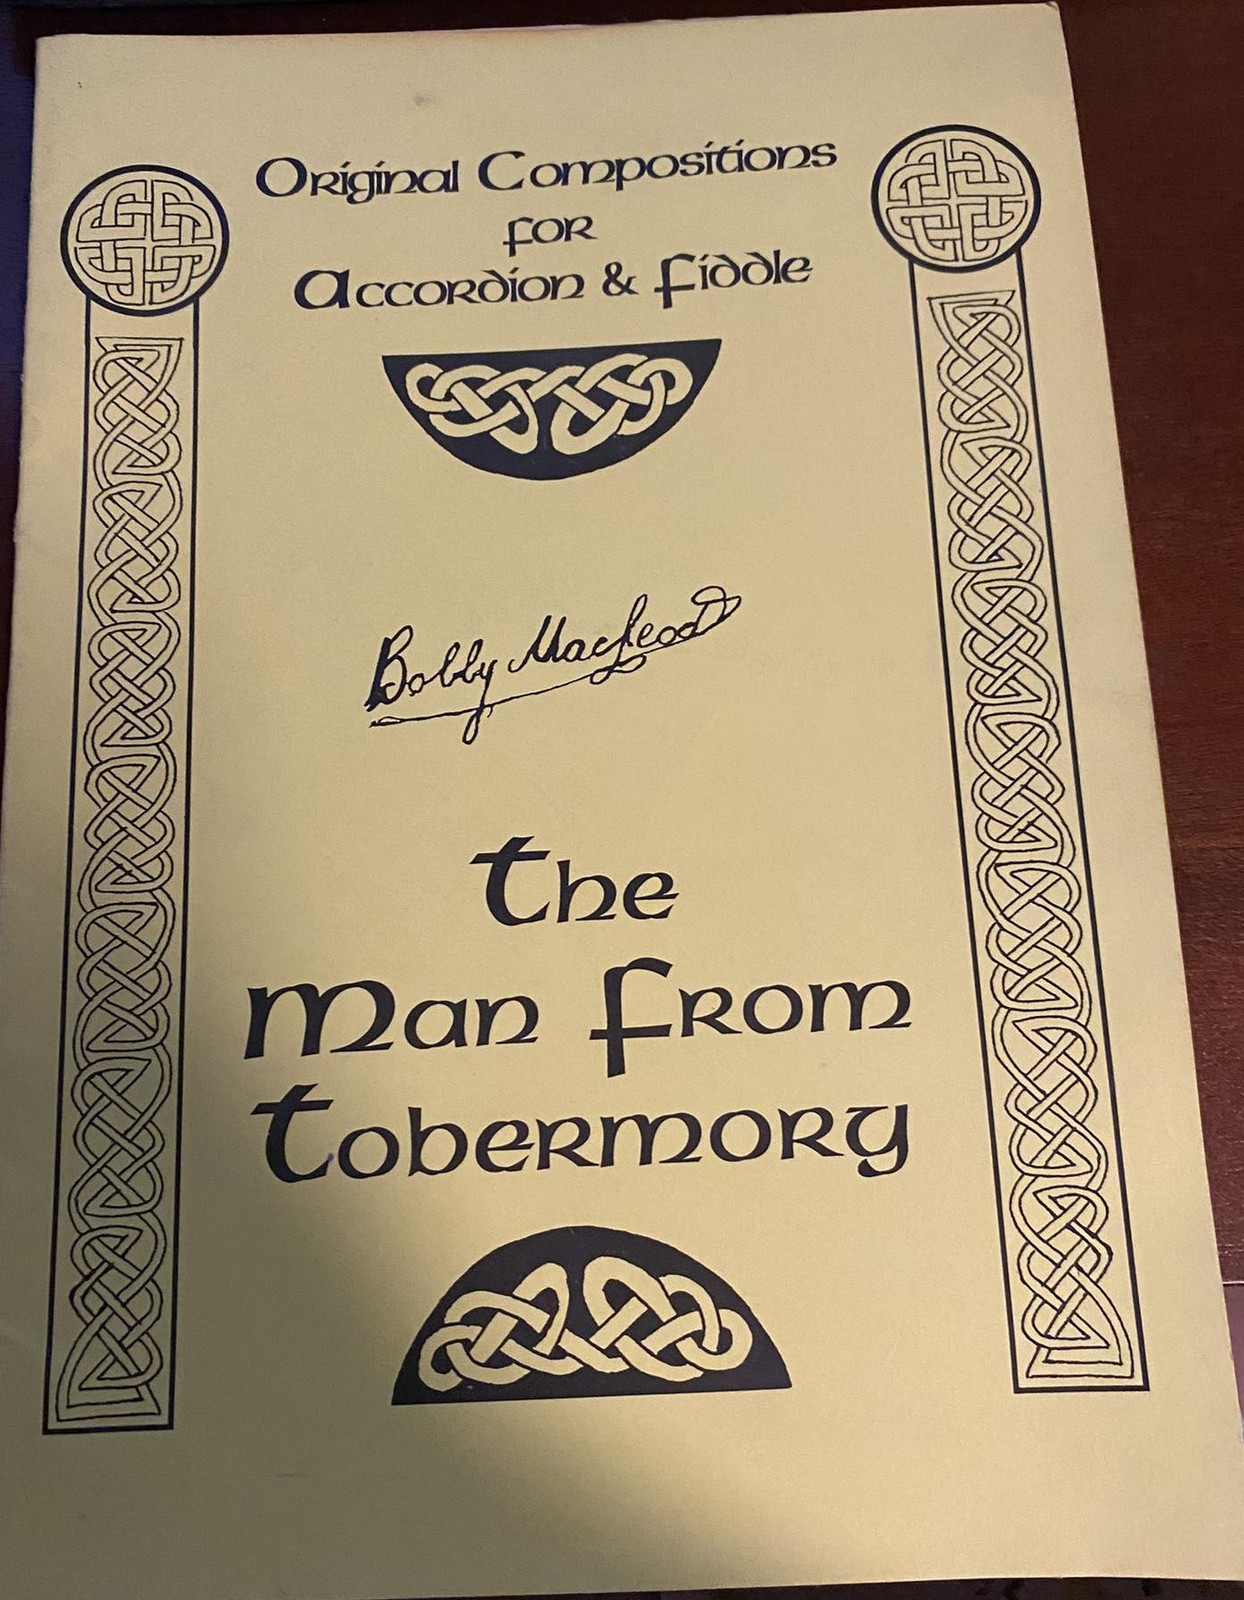 Original Compositions
for
Accordion & Fiddle
Bobby Macleod
The
Man From
Tobermory